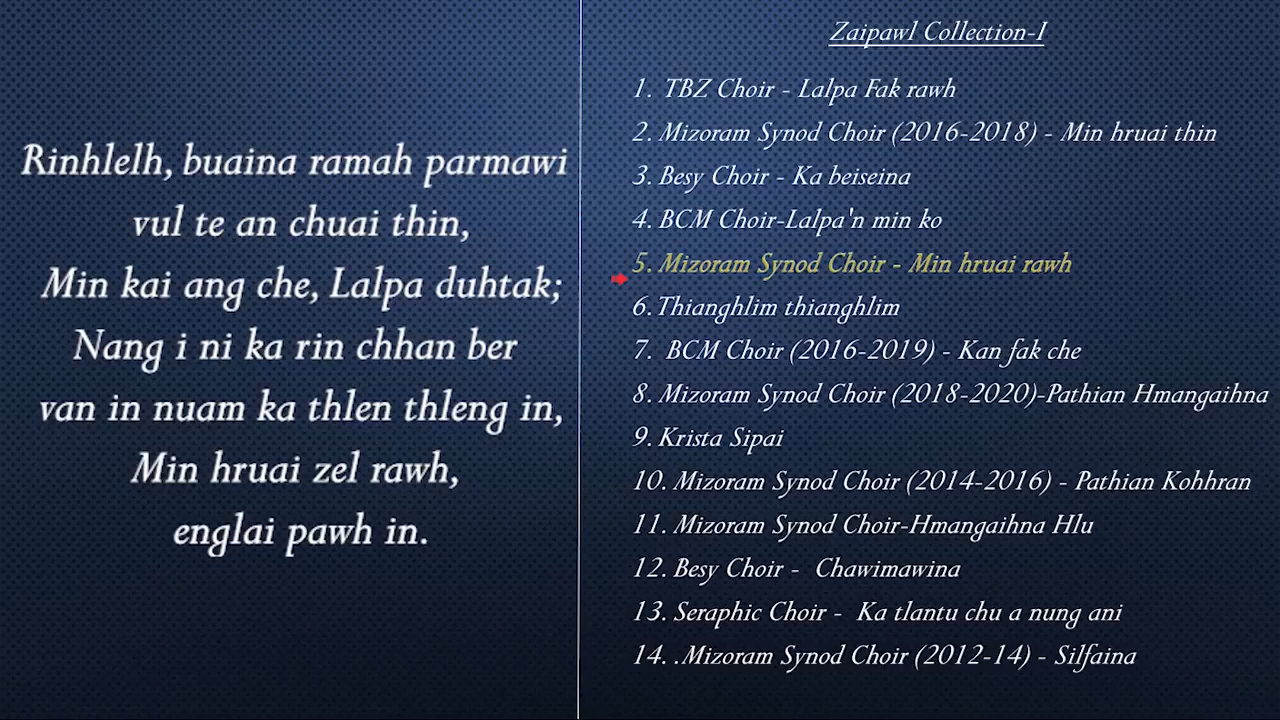 Rinhlelh, buaina ramah parmawi
vul te an chuai thin,
Min kai ang che, Lalpa duhtak;
Nang i ni ka rin chhan ber
van in nuam ka thlen thleng in,
Min hruai zel rawh,
englai pawh in.
Zaipawl Collection-I
1. TBZ Choir - Lalpa Fak rawh
2. Mizoram Synod Choir (2016-2018) - Min hruai thin
3. Besy Choir - Ka beiseina
4. BCM Choir-Lalpa'n min ko
5. Mizoram Synod Choir - Min hruai rawh
6. Thianghlim thianghlim
7. BCM Choir (2016-2019) - Kan fak che
8. Mizoram Synod Choir (2018-2020)-Pathian Hmangaihna
9. Krista Sipai
10. Mizoram Synod Choir (2014-2016) - Pathian Kohhran
11. Mizoram Synod Choir-Hmangaihna Hlu
12. Besy Choir - Chawimawina
13. Seraphic Choir - Ka tlantu chu a nung ani
14. .Mizoram Synod Choir (2012-14) - Silfaina